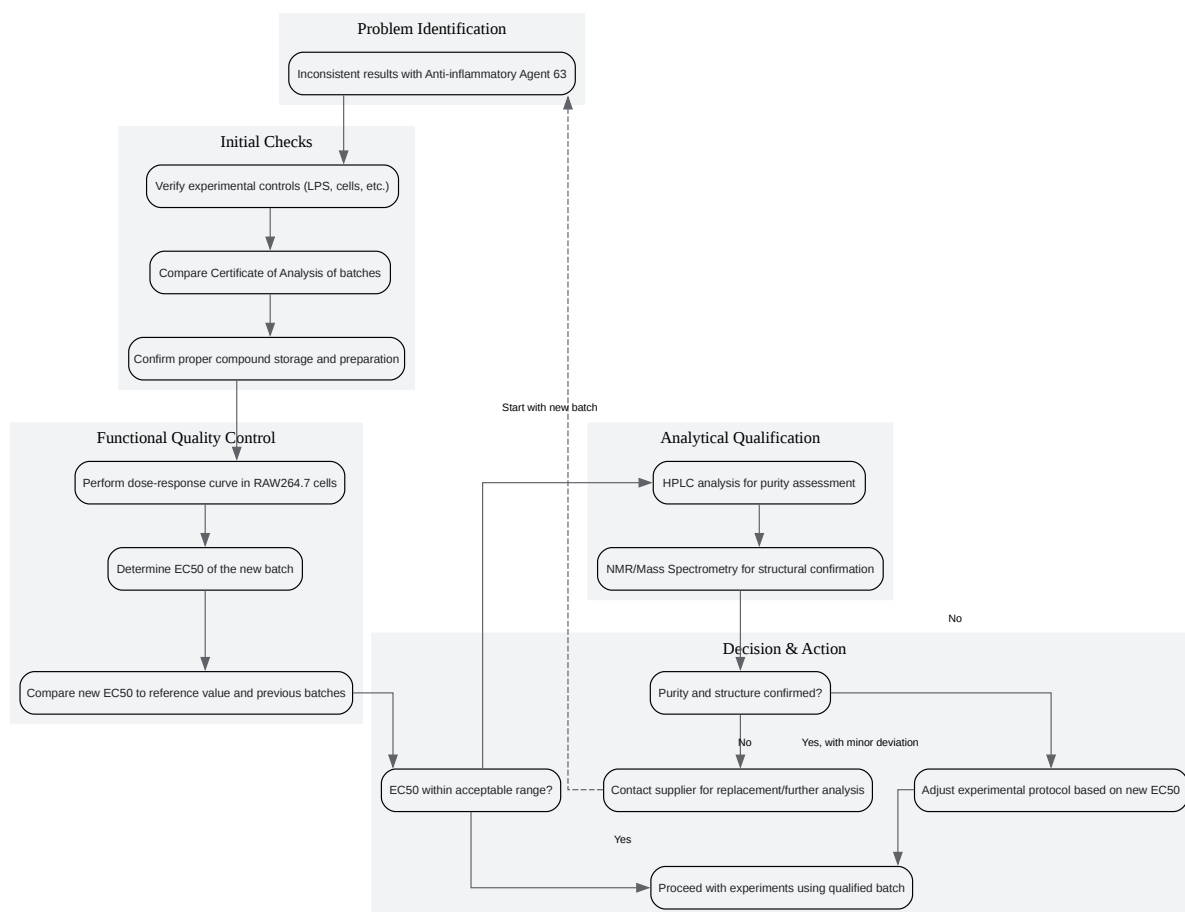 Problem Identification
Inconsistent results with Anti-inflammatory Agent 63
Initial Checks
Verify experimental controls (LPS, cells, etc.)
Compare Certificate of Analysis of batches
Confirm proper compound storage and preparation
Start with new batch
Functional Quality Control
Analytical Qualification
Perform dose-response curve in RAW264.7 cells
HPLC analysis for purity assessment
Determine EC50 of the new batch
NMR/Mass Spectrometry for structural confirmation
No
Decision & Action
Compare new EC50 to reference value and previous batches
Purity and structure confirmed?
No
Yes, with minor deviation
EC50 within acceptable range?
Contact supplier for replacement/further analysis
Adjust experimental protocol based on new EC50
Yes
Proceed with experiments using qualified batch